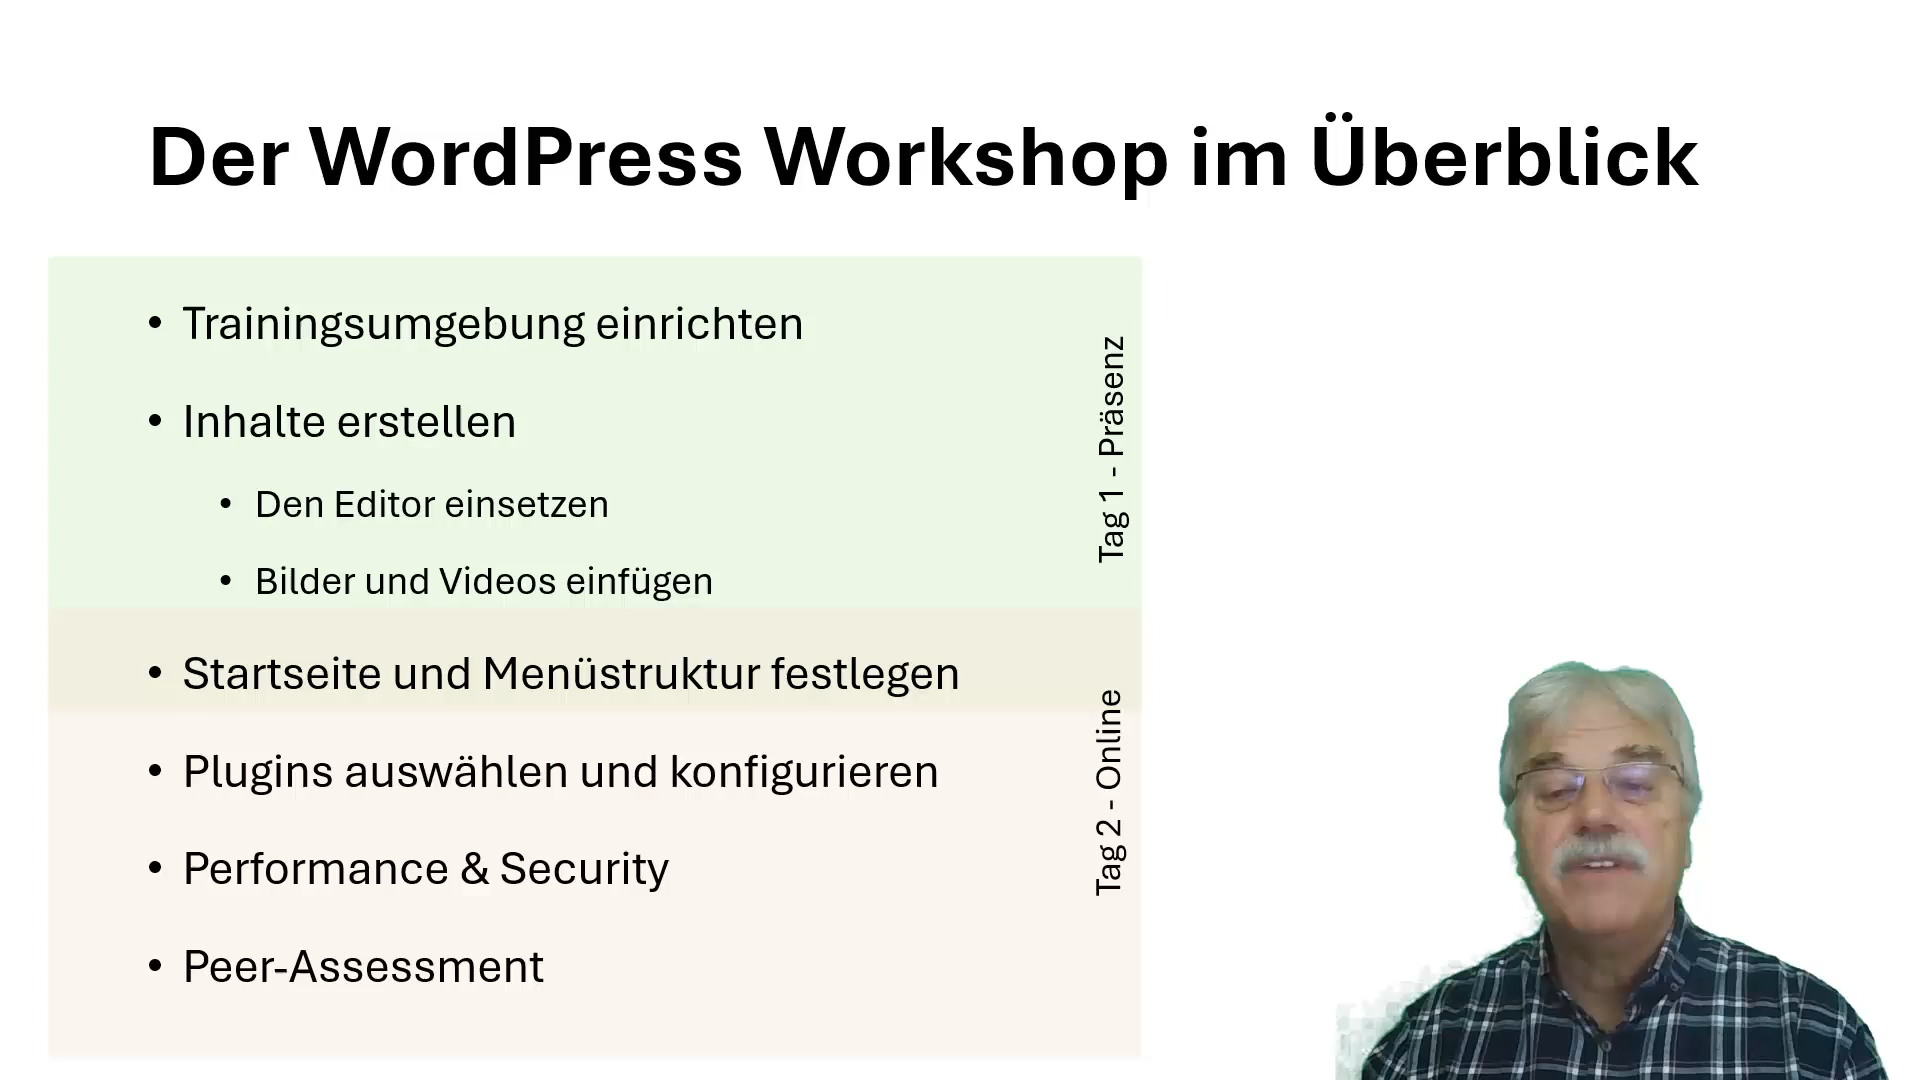 Der WordPress Workshop im Überblick
• Trainingsumgebung einrichten
• Inhalte erstellen
• Den Editor einsetzen
• Bilder und Videos einfügen
Tag 1 - Präsenz
• Startseite und Menüstruktur festlegen
• Plugins auswählen und konfigurieren
• Performance & Security
• Peer-Assessment
Tag 2 - Online